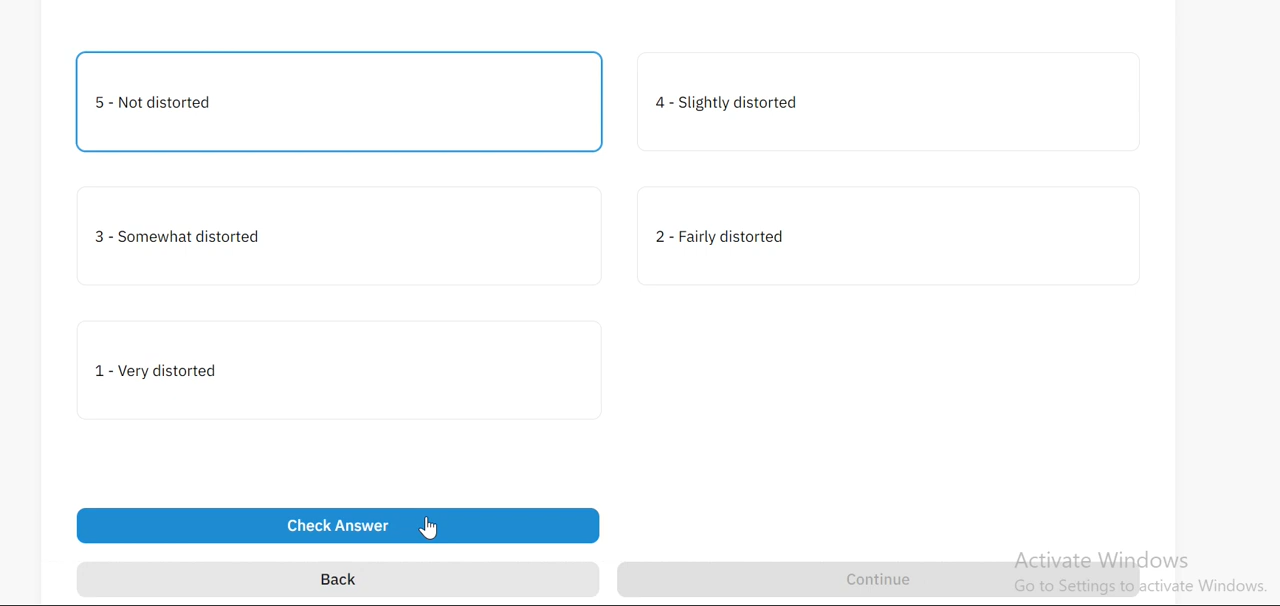 5 - Not distorted
4 - Slightly distorted
3 - Somewhat distorted
2 - Fairly distorted
1 - Very distorted
Check Answer
Back
Continue
Activate Windows
Go to Settings to activate Windows.